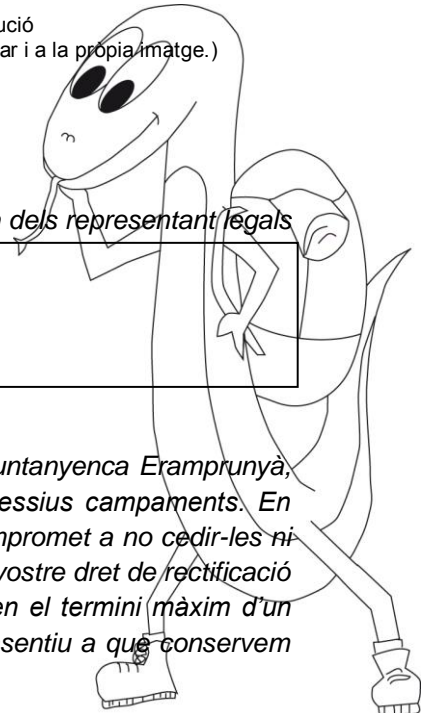 ució
ar i a la pròpia imatge.)
dels representant legals
untanyenca Eramprunyà,
essius campaments. En
mpromet a no cedir-les ni
vostre dret de rectificació
en el termini màxim d’un
sentiu a que conservem